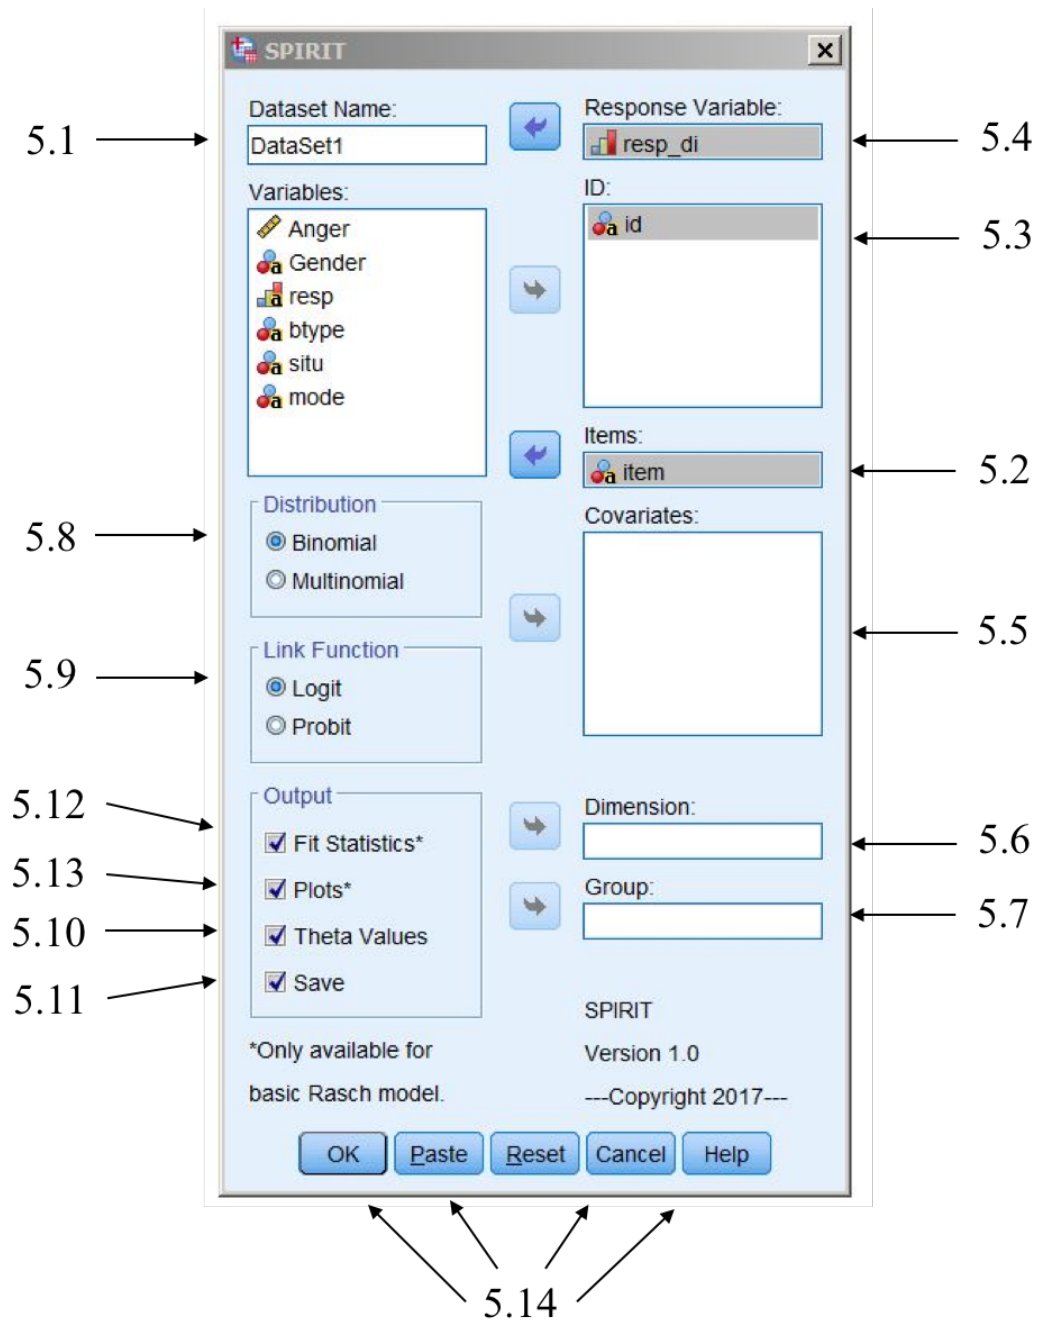 SPIRIT
Dataset Name:
DataSet1
Response Variable:
resp_di
5.1
5.4
Variables:
Anger
Gender
resp
btype
situ
mode
ID:
id
5.3
Items:
item
5.2
Distribution
Binomial
Multinomial
5.8
Covariates:
5.5
Link Function
Logit
Probit
5.9
Output
Fit Statistics*
Plots*
Theta Values
Save
5.12
5.13
5.10
5.11
Dimension:
5.6
Group:
5.7
*Only available for
basic Rasch model.
SPIRIT
Version 1.0
---Copyright 2017---
OK
Paste
Reset
Cancel
Help
5.14